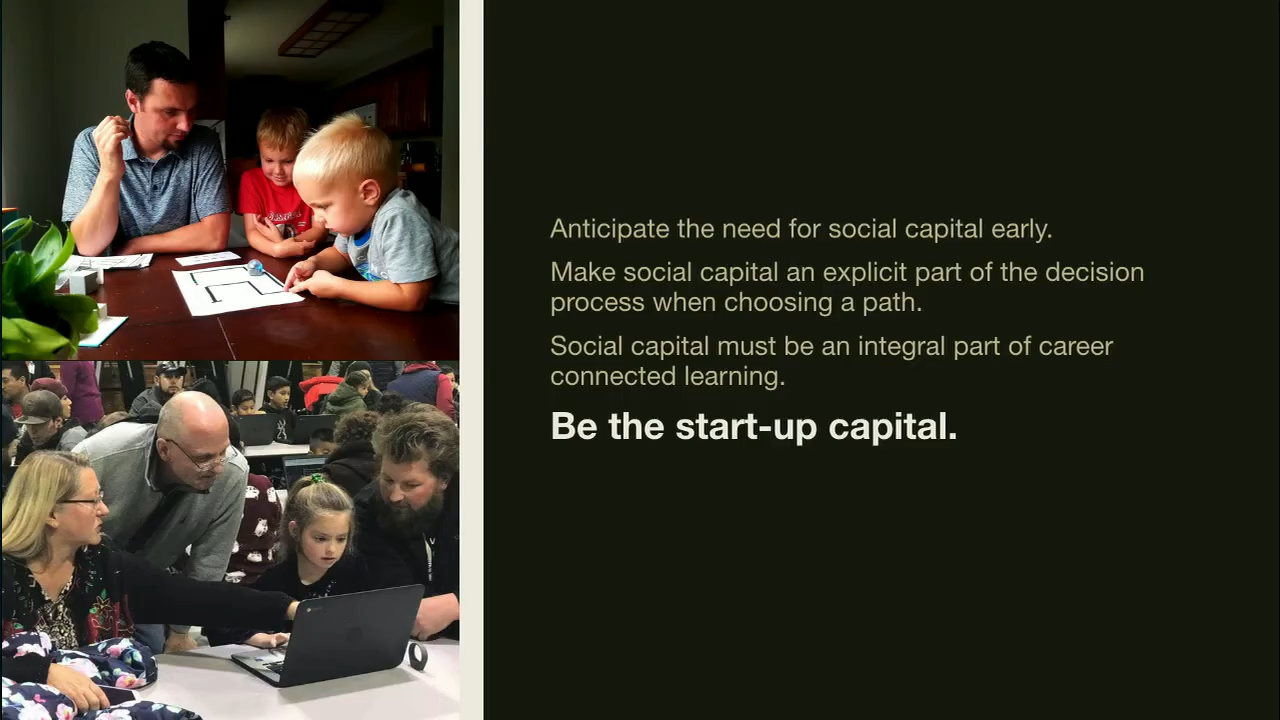 Anticipate the need for social capital early.
Make social capital an explicit part of the decision
process when choosing a path.
Social capital must be an integral part of career
connected learning.
Be the start-up capital.